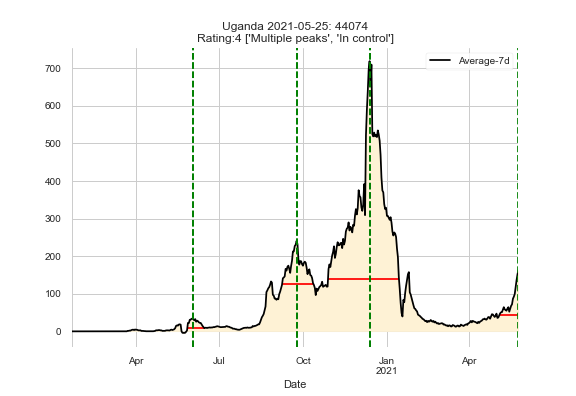 Uganda 2021-05-25: 44074
Rating:4 ['Multiple peaks', 'In control']
Average-7d
700
600
500
400
300
200
100
0
Apr
Jul
Oct
Jan
2021
Apr
Date